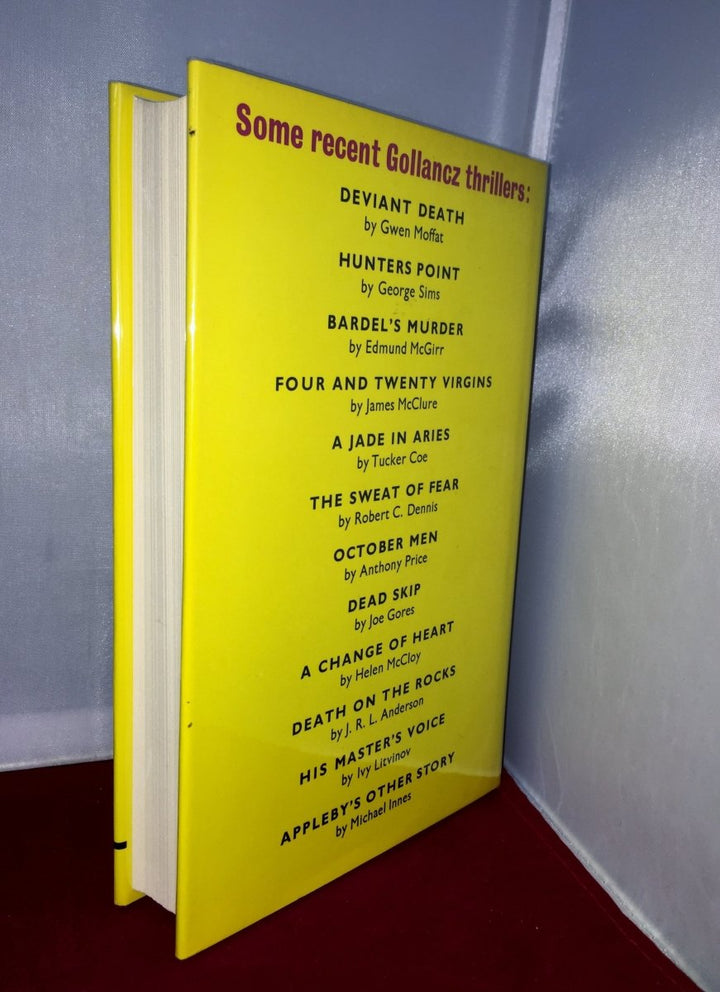 Some recent Gollancz thrillers:
DEVIANT DEATH
by Gwen Moffat
HUNTERS POINT
by George Sims
BARDEL'S MURDER
by Edmund McGirr
FOUR AND TWENTY VIRGINS
by James McClure
A JADE IN ARIES
by Tucker Coe
THE SWEAT OF FEAR
by Robert C. Dennis
OCTOBER MEN
by Anthony Price
DEAD SKIP
by Joe Gores
A CHANGE OF HEART
by Helen McCloy
DEATH ON THE ROCKS
by J. R. L. Anderson
HIS MASTER'S VOICE
by Ivy Litvinov
APPLEBY'S OTHER STORY
by Michael Innes